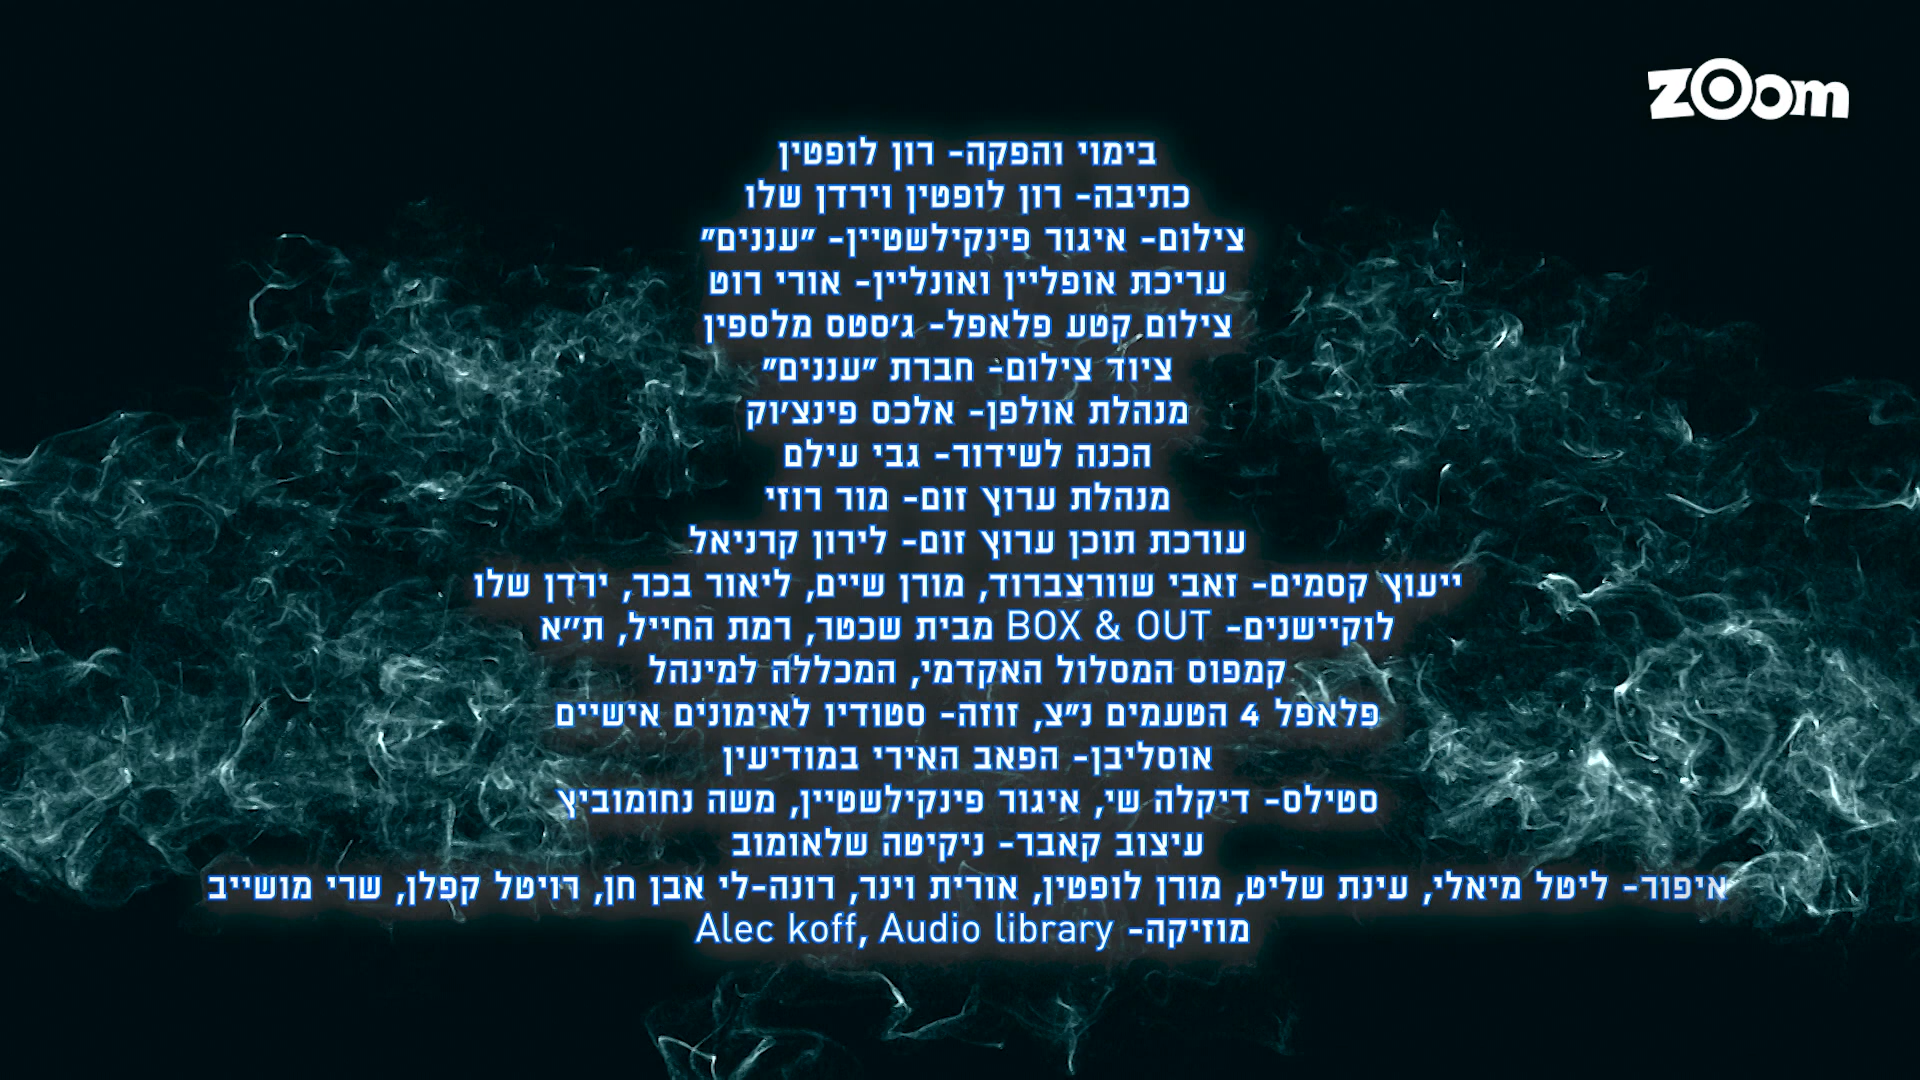 zoom
בימוי והפקה- רון לופטין
כתיבה- רון לופטין וירדן שלו
צילום- איגור פינקילשטיין- "עננים"
עריכת אופליין ואונליין- אורי רוט
צילום קטע פלאפל- ג'סטס מלספין
ציוד צילום- חברת "עננים"
מנהלת אולפן- אלכס פינצ'וק
הכנה לשידור- גבי עילם
מנהלת ערוץ זום- מור רוזי
עורכת תוכן ערוץ זום- לירון קרניאל
ייעוץ קסמים- זאבי שוורצברוד, מורן שיים, ליאור בכר, ירדן שלו
לוקיישנים- BOX & OUT מבית שכטר, רמת החייל, ת"א
קמפוס המסלול האקדמי, המכללה למינהל
פלאפל 4 הטעמים נ"צ, זוזה- סטודיו לאימונים אישיים
אוסליבן- הפאב האירי במודיעין
סטילס- דיקלה שי, איגור פינקילשטיין, משה נחומוביץ
עיצוב קאבר- ניקיטה שלאומוב
איפור- ליטל מיאלי, עינת שליט, מורן לופטין, אורית וינר, רונה-לי אבן חן, רויטל קפלן, שרי מושייב
מוזיקה- Alec koff, Audio library